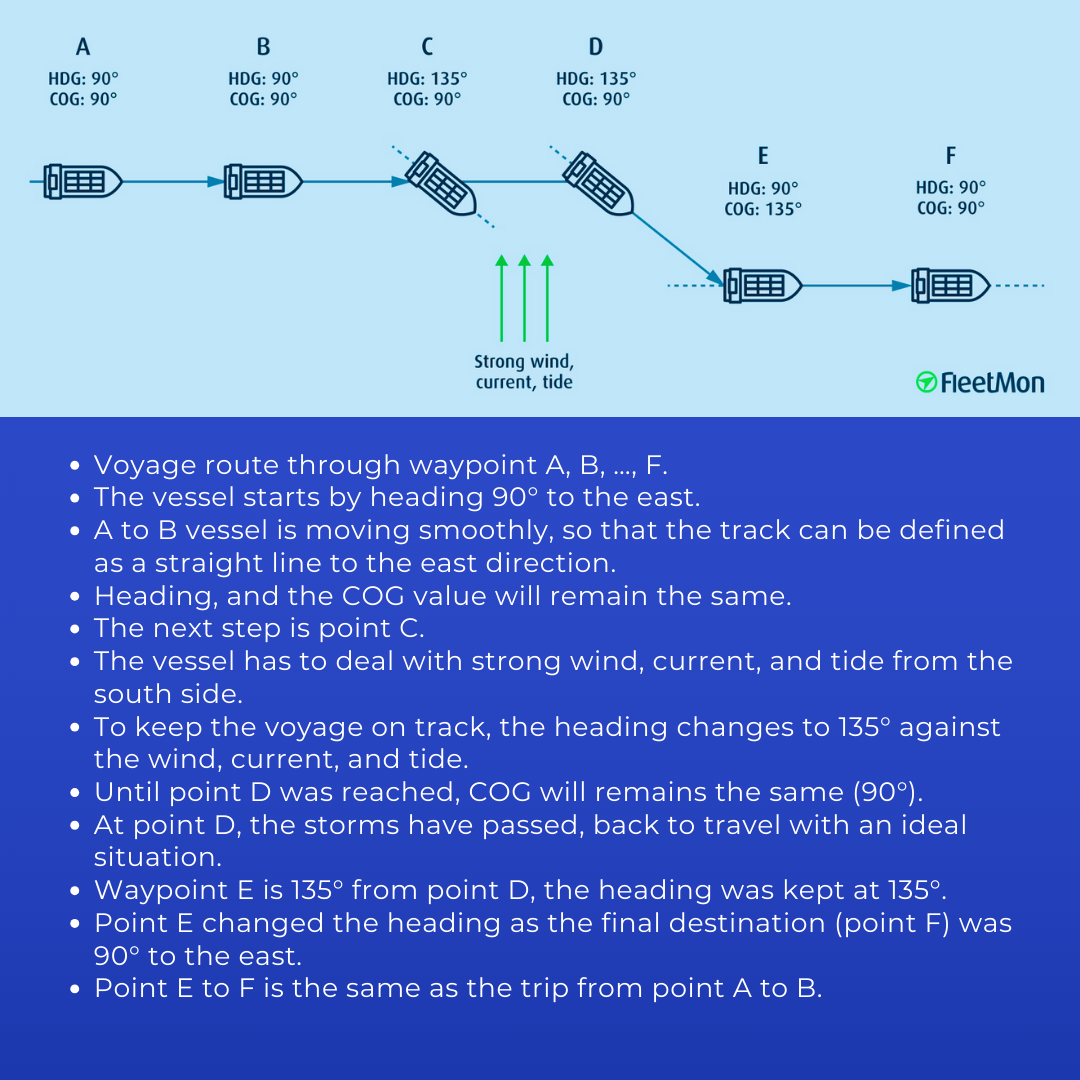 A
HDG: 90°
COG: 90°
B
HDG: 90°
COG: 90°
C
HDG: 135°
COG: 90°
D
HDG: 135°
COG: 90°
E
HDG: 90°
COG: 135°
F
HDG: 90°
COG: 90°
Strong wind,
current, tide
FleetMon
• Voyage route through waypoint A, B, ..., F.
• The vessel starts by heading 90° to the east.
• A to B vessel is moving smoothly, so that the track can be defined
as a straight line to the east direction.
• Heading, and the COG value will remain the same.
• The next step is point C.
• The vessel has to deal with strong wind, current, and tide from the
south side.
• To keep the voyage on track, the heading changes to 135° against
the wind, current, and tide.
• Until point D was reached, COG will remains the same (90°).
• At point D, the storms have passed, back to travel with an ideal
situation.
• Waypoint E is 135° from point D, the heading was kept at 135°.
• Point E changed the heading as the final destination (point F) was
90° to the east.
• Point E to F is the same as the trip from point A to B.